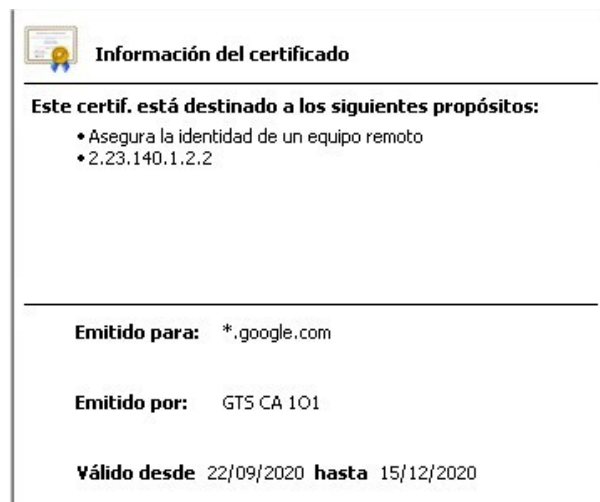 Información del certificado
Este certif. está destinado a los siguientes propósitos:
• Asegura la identidad de un equipo remoto
• 2.23.140.1.2.2
Emitido para: *.google.com
Emitido por: GTS CA 1O1
Válido desde 22/09/2020 hasta 15/12/2020